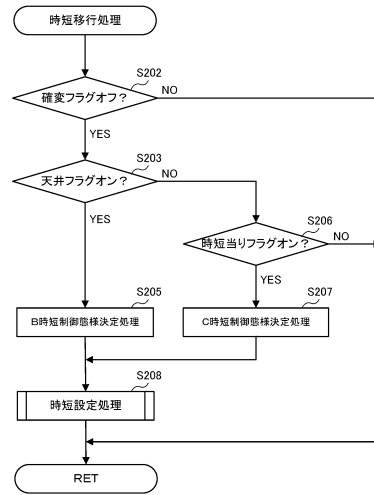 時短移行処理
S202
確変フラグオフ？
NO
YES
S203
天井フラグオン？
NO
YES
S206
時短当りフラグオン？
NO
YES
S205
B時短制御態様決定処理
S207
C時短制御態様決定処理
S208
時短設定処理
RET